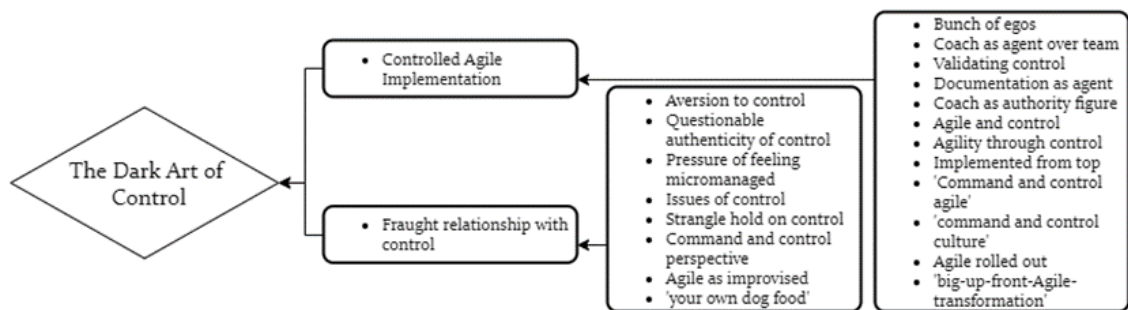 The Dark Art of
Control
• Controlled Agile
Implementation
• Fraught relationship with
control
• Aversion to control
• Questionable
authenticity of control
• Pressure of feeling
micromanaged
• Issues of control
• Strangle hold on control
• Command and control
perspective
• Agile as improvised
• 'your own dog food'
• Bunch of egos
• Coach as agent over team
• Validating control
• Documentation as agent
• Coach as authority figure
• Agile and control
• Agility through control
• Implemented from top
• 'Command and control
agile'
• 'command and control
culture'
• Agile rolled out
• 'big-up-front-Agile-
transformation'